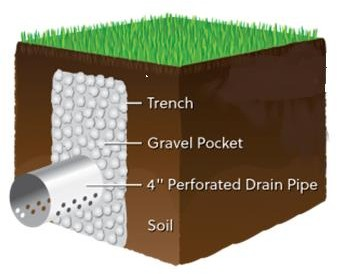 Trench
Gravel Pocket
4" Perforated Drain Pipe
Soil